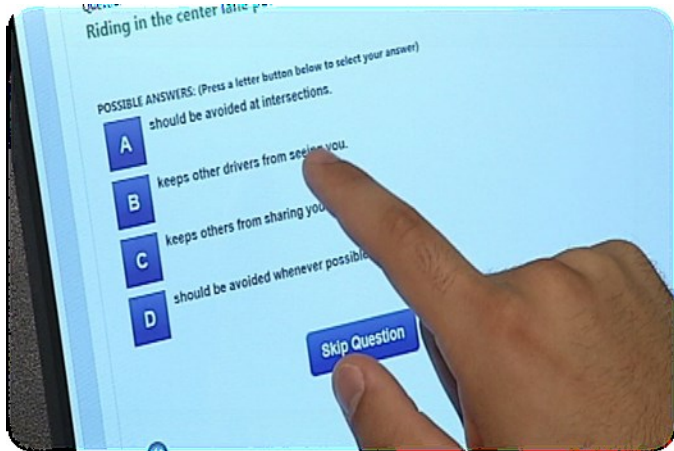 Riding in the center lane
POSSIBLE ANSWERS: (Press a letter button below to select your answer)
A should be avoided at intersections.
B keeps other drivers from seeing you.
C keeps others from sharing
D should be avoided whenever possible
Skip Question